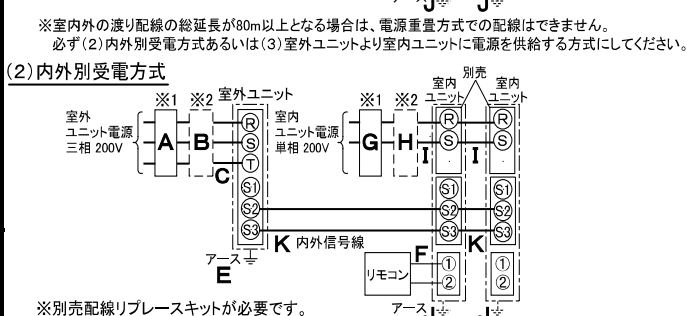 ※室内外の渡り配線の総延長が80m以上となる場合は、電源重畳方式での配線はできません。
必ず(2)内外別受電方式あるいは(3)室外ユニットより室内ユニットに電源を供給する方式にしてください。
(2)内外別受電方式
別売
※1 ※2 室外ユニット
※1 ※2 室内ユニット 室内ユニット
室外
ユニット電源
三相 200V
A B C
R
S
T
S1
S2
S3
室内
ユニット電源
単相 200V
G H I I
R
S
S1
S2
S3
R
S
S1
S2
S3
K 内外信号線
K
アース
E
リモコン
F
①
②
①
②
※別売配線リプレースキットが必要です。
アース